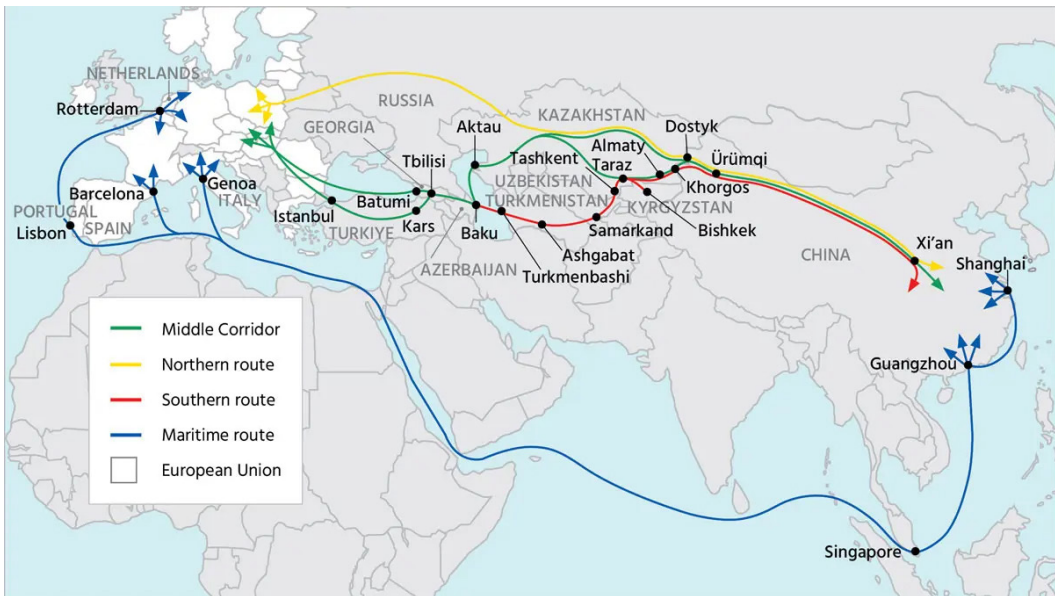 NETHERLANDS
Rotterdam
RUSSIA
KAZAKHSTAN
GEORGIA
Aktau
Dostyk
Almaty
Tbilisi
Tashkent
Taraz
Ürümqi
Barcelona
Genoa
ITALY
UZBEKISTAN
Khorgos
Batumi
TURKMENISTAN
KYRGYZSTAN
PORTUGAL
SPAIN
Lisbon
Istanbul
Kars
TURKIYE
Baku
Samarkand
Bishkek
Xi’an
CHINA
Shanghai
AZERBAIJAN
Ashgabat
Turkmenbashi
Middle Corridor
Northern route
Southern route
Maritime route
European Union
Guangzhou
Singapore